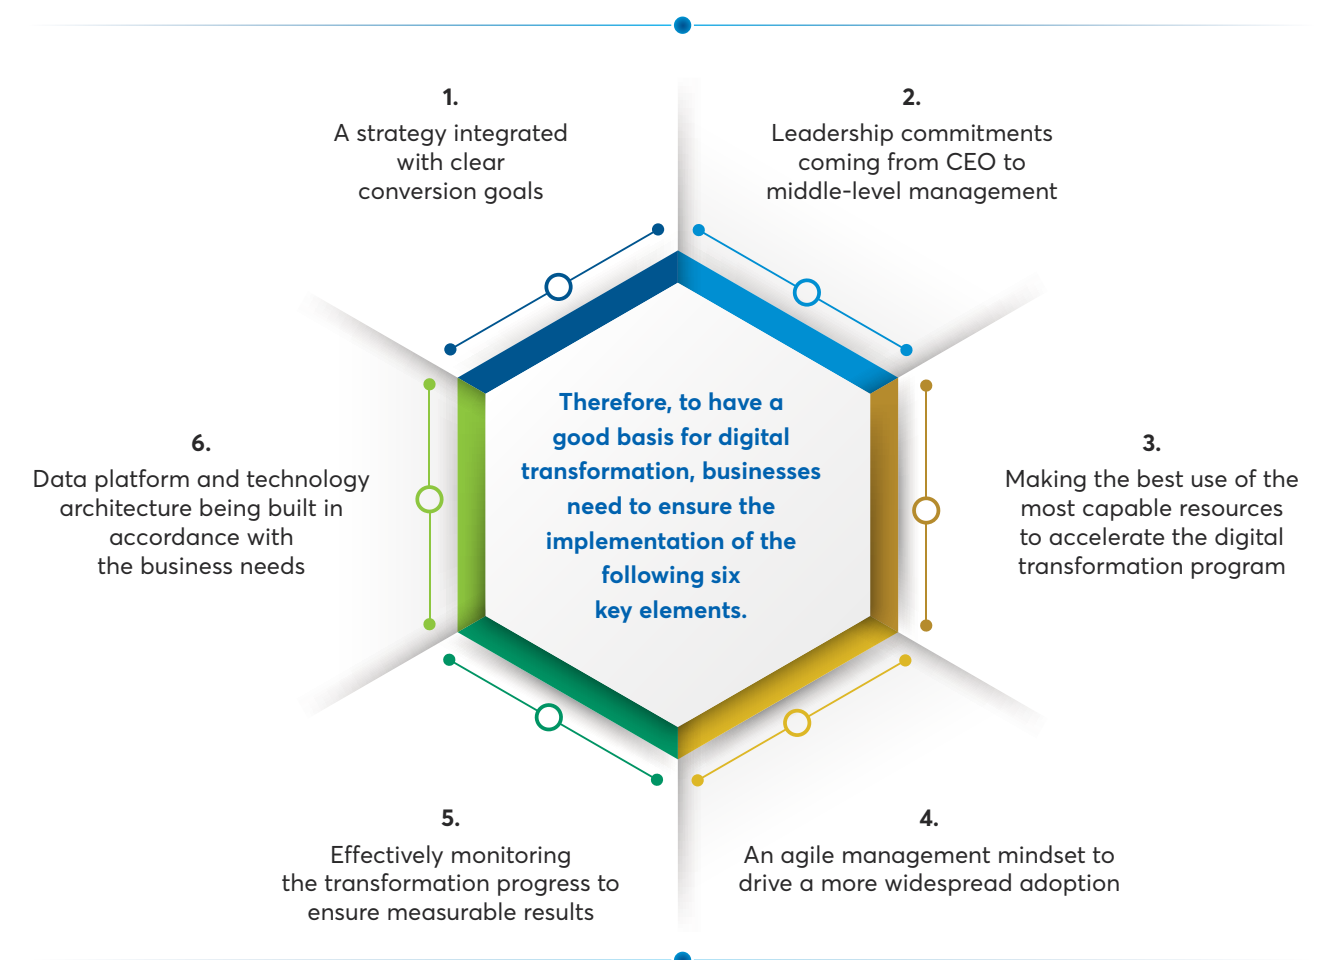 1.
A strategy integrated
with clear
conversion goals
2.
Leadership commitments
coming from CEO to
middle-level management
Therefore, to have a
good basis for digital
transformation, businesses
need to ensure the
implementation of the
following six
key elements.
3.
Making the best use of the
most capable resources
to accelerate the digital
transformation program
4.
An agile management mindset to
drive a more widespread adoption
5.
Effectively monitoring
the transformation progress to
ensure measurable results
6.
Data platform and technology
architecture being built in
accordance with
the business needs